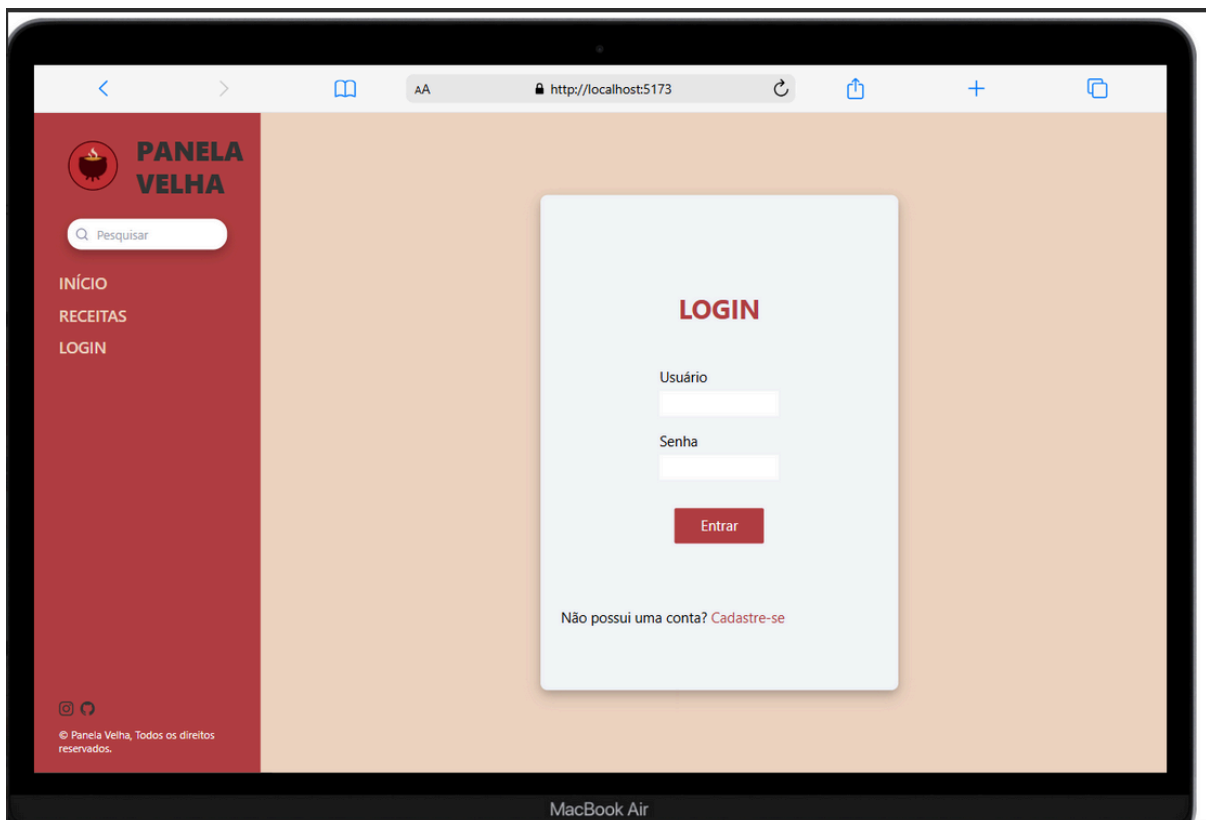 AA
http://localhost:5173
PANELA
VELHA
Pesquisar
INÍCIO
RECEITAS
LOGIN
© Panela Velha, Todos os direitos
reservados.
LOGIN
Usuário
Senha
Entrar
Não possui uma conta? Cadastre-se
MacBook Air